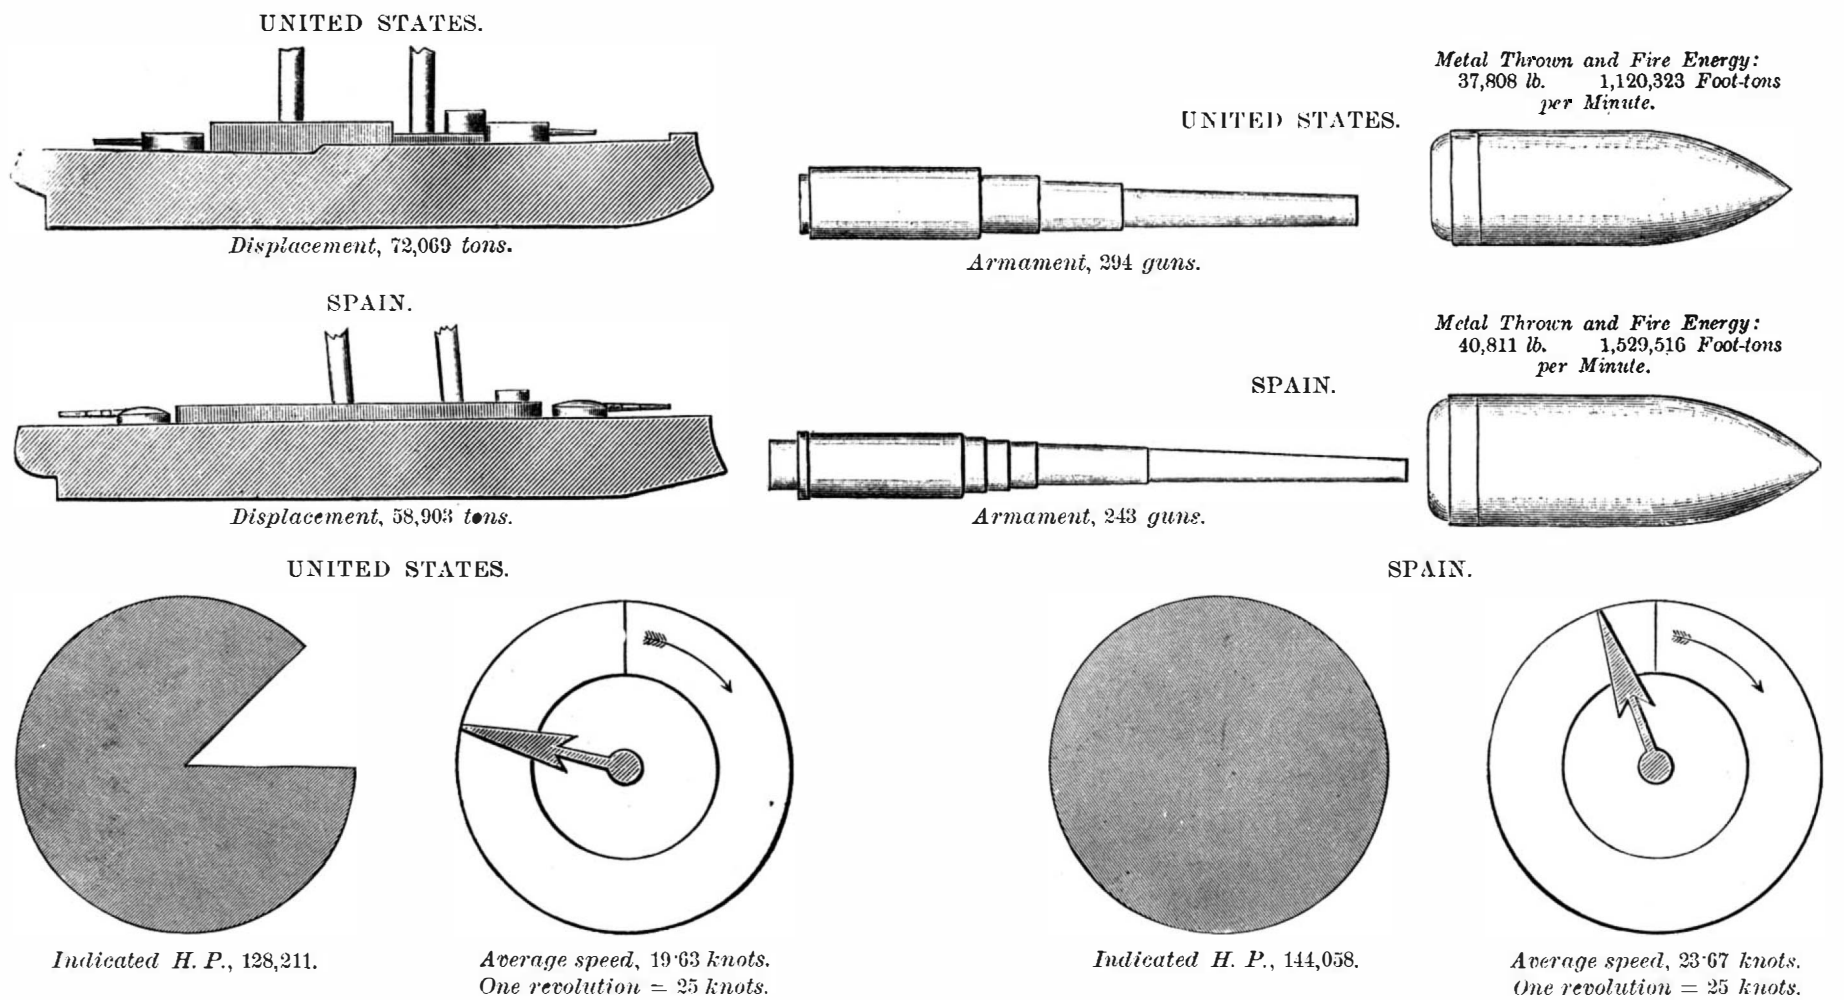 UNITED STATES.
Displacement, 72,069 tons.
UNITED STATES.
Armament, 294 guns.
Metal Thrown and Fire Energy:
37,808 lb. 1,120,323 Foot-tons
per Minute.
SPAIN.
Displacement, 58,903 tons.
SPAIN.
Armament, 243 guns.
Metal Thrown and Fire Energy:
40,811 lb. 1,529,516 Foot-tons
per Minute.
UNITED STATES.
Indicated H. P., 128,211.
Average speed, 19·63 knots.
One revolution = 25 knots.
SPAIN.
Indicated H. P., 144,058.
Average speed, 23·67 knots.
One revolution = 25 knots.